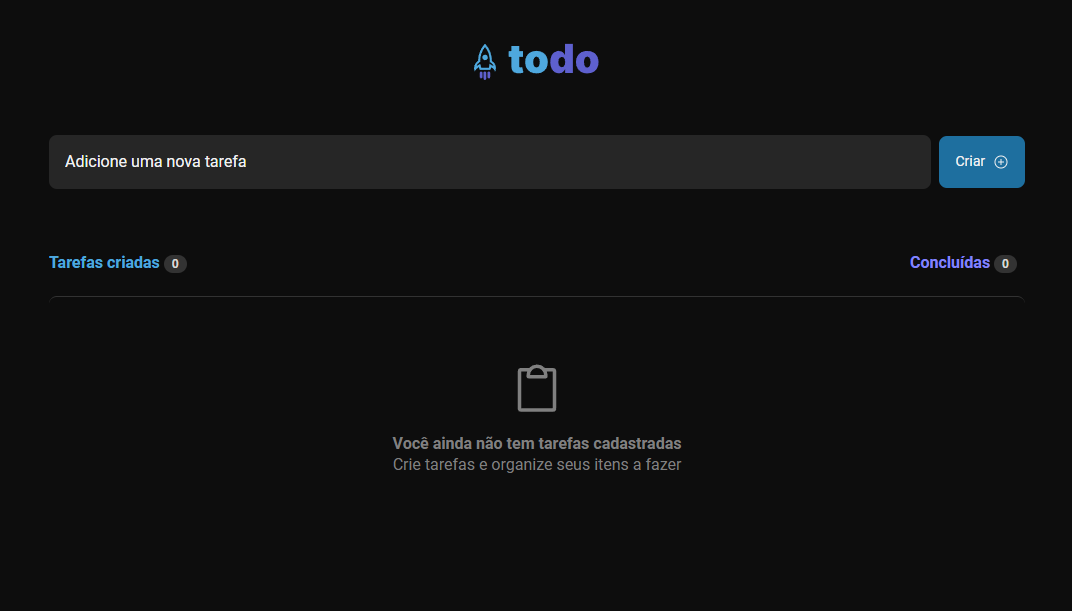 todo
Adicione uma nova tarefa
Criar
Tarefas criadas 0
Concluídas 0
Você ainda não tem tarefas cadastradas
Crie tarefas e organize seus itens a fazer